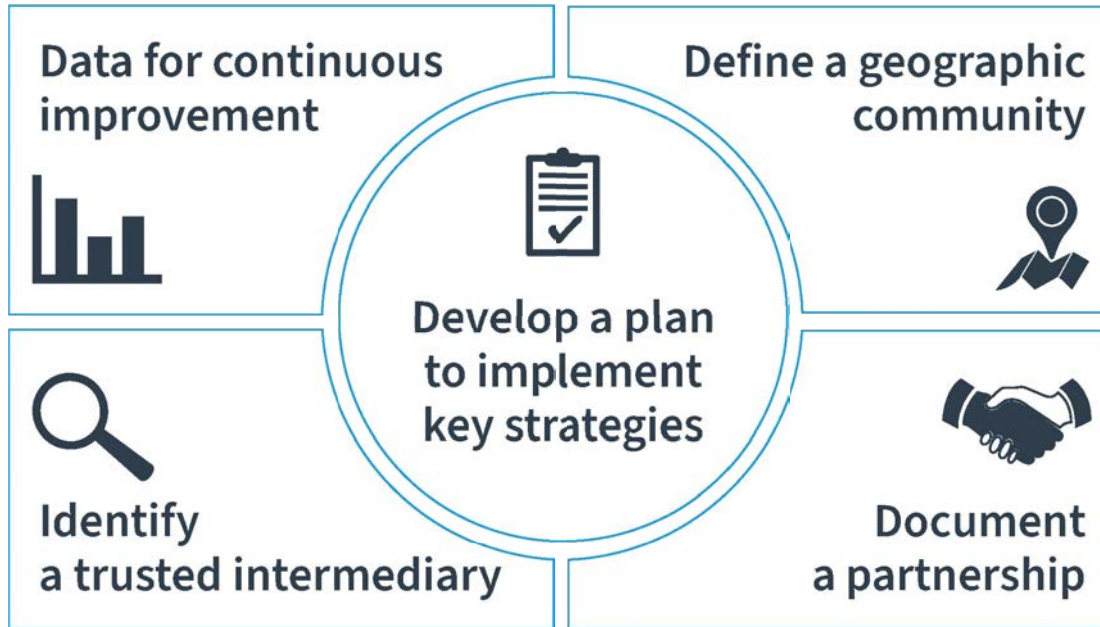 Data for continuous
improvement
Define a geographic
community
Develop a plan
to implement
key strategies
Identify
a trusted intermediary
Document
a partnership